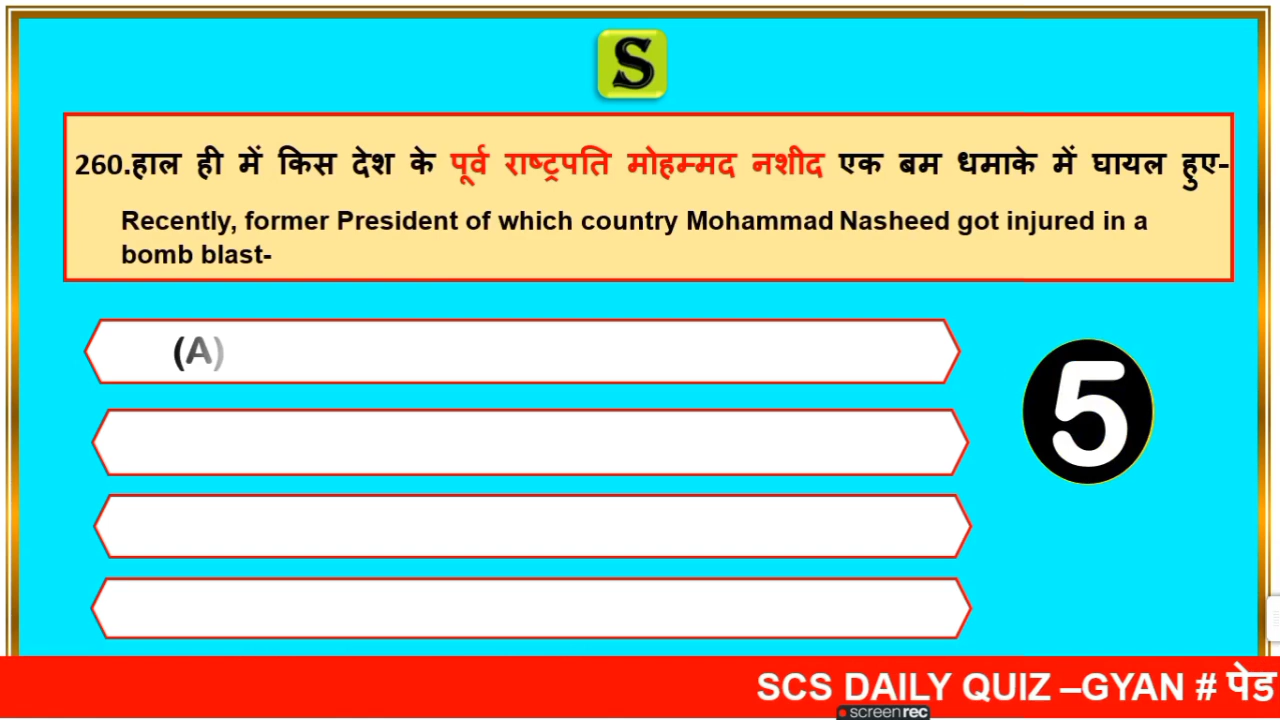 S
260.हाल ही में किस देश के पूर्व राष्ट्रपति मोहम्मद नशीद एक बम धमाके में घायल हुए-
Recently, former President of which country Mohammad Nasheed got injured in a
bomb blast-
(A)
5
SCS DAILY QUIZ –GYAN # पेड
screenrec